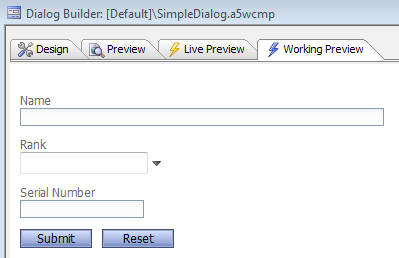 Dialog Builder: [Default]\SimpleDialog.a5wcmp
Design Preview Live Preview Working Preview
Name
Rank
Serial Number
Submit Reset